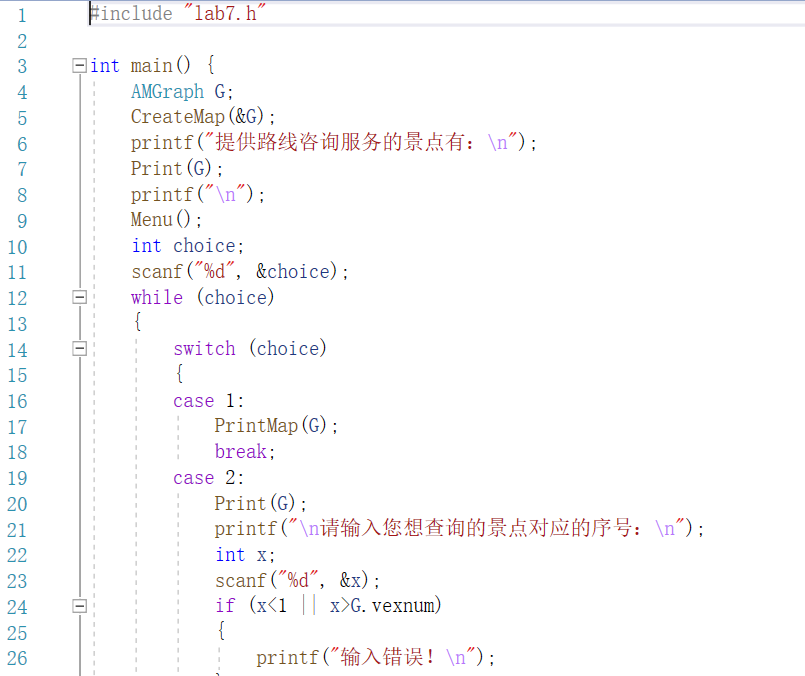 1 #include "lab7.h"
2
3 int main() {
4 AMGraph G;
5 CreateMap(&G);
6 printf("提供路线咨询服务的景点有：\n");
7 Print(G);
8 printf("\n");
9 Menu();
10 int choice;
11 scanf("%d", &choice);
12 while (choice)
13 {
14 switch (choice)
15 {
16 case 1:
17 PrintMap(G);
18 break;
19 case 2:
20 Print(G);
21 printf("\n请输入您想查询的景点对应的序号：\n");
22 int x;
23 scanf("%d", &x);
24 if (x<1 || x>G.vexnum)
25 {
26 printf("输入错误！\n");